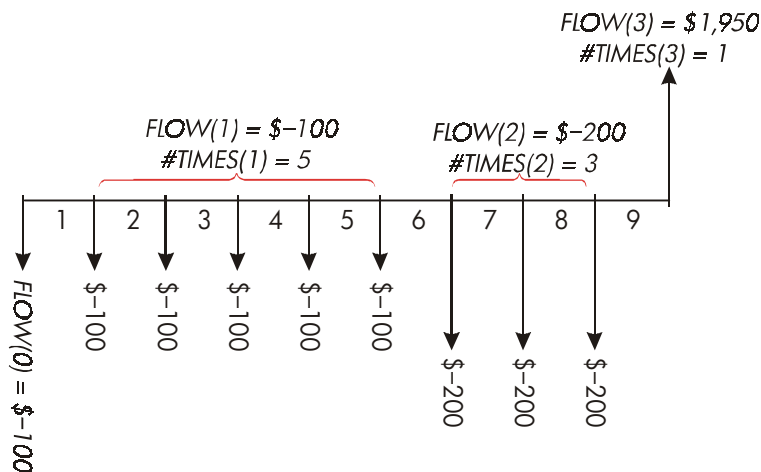 FLOW(3) = $1,950
#TIMES(3) = 1
FLOW(1) = $–100
#TIMES(1) = 5
FLOW(2) = $–200
#TIMES(2) = 3
1 2 3 4 5 6 7 8 9
FLOW(0) = $–100
$–100
$–100
$–100
$–100
$–100
$–200
$–200
$–200